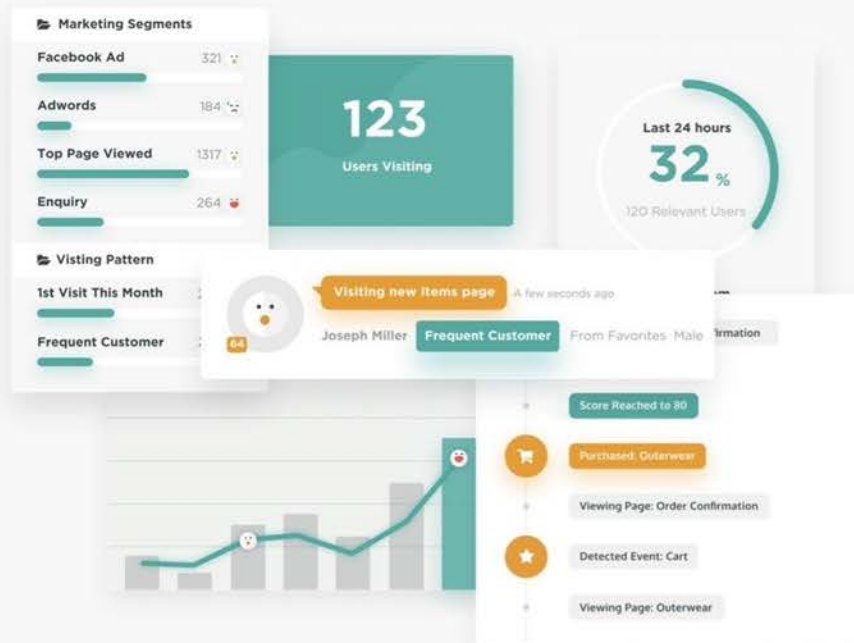 Marketing Segments
Facebook Ad 321
Adwords 184
Top Page Viewed 1317
Enquiry 264
Visting Pattern
1st Visit This Month
Frequent Customer
123
Users Visiting
Last 24 hours
32 %
120 Relevant Users
Visiting new Items page A few seconds ago
64
Joseph Miller Frequent Customer From Favorites Male
Score Reached to 80
Purchased: Outerwear
Viewing Page: Order Confirmation
Detected Event: Cart
Viewing Page: Outerwear